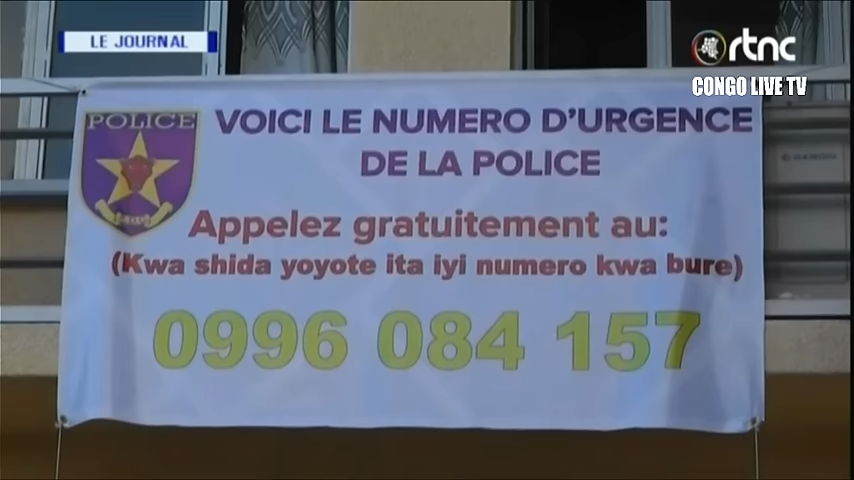 LE JOURNAL
rtnc
CONGO LIVE TV
POLICE
VOICI LE NUMERO D'URGENCE
DE LA POLICE
Appelez gratuitement au:
(Kwa shida yoyote ita iyi numero kwa bure)
0996 084 157